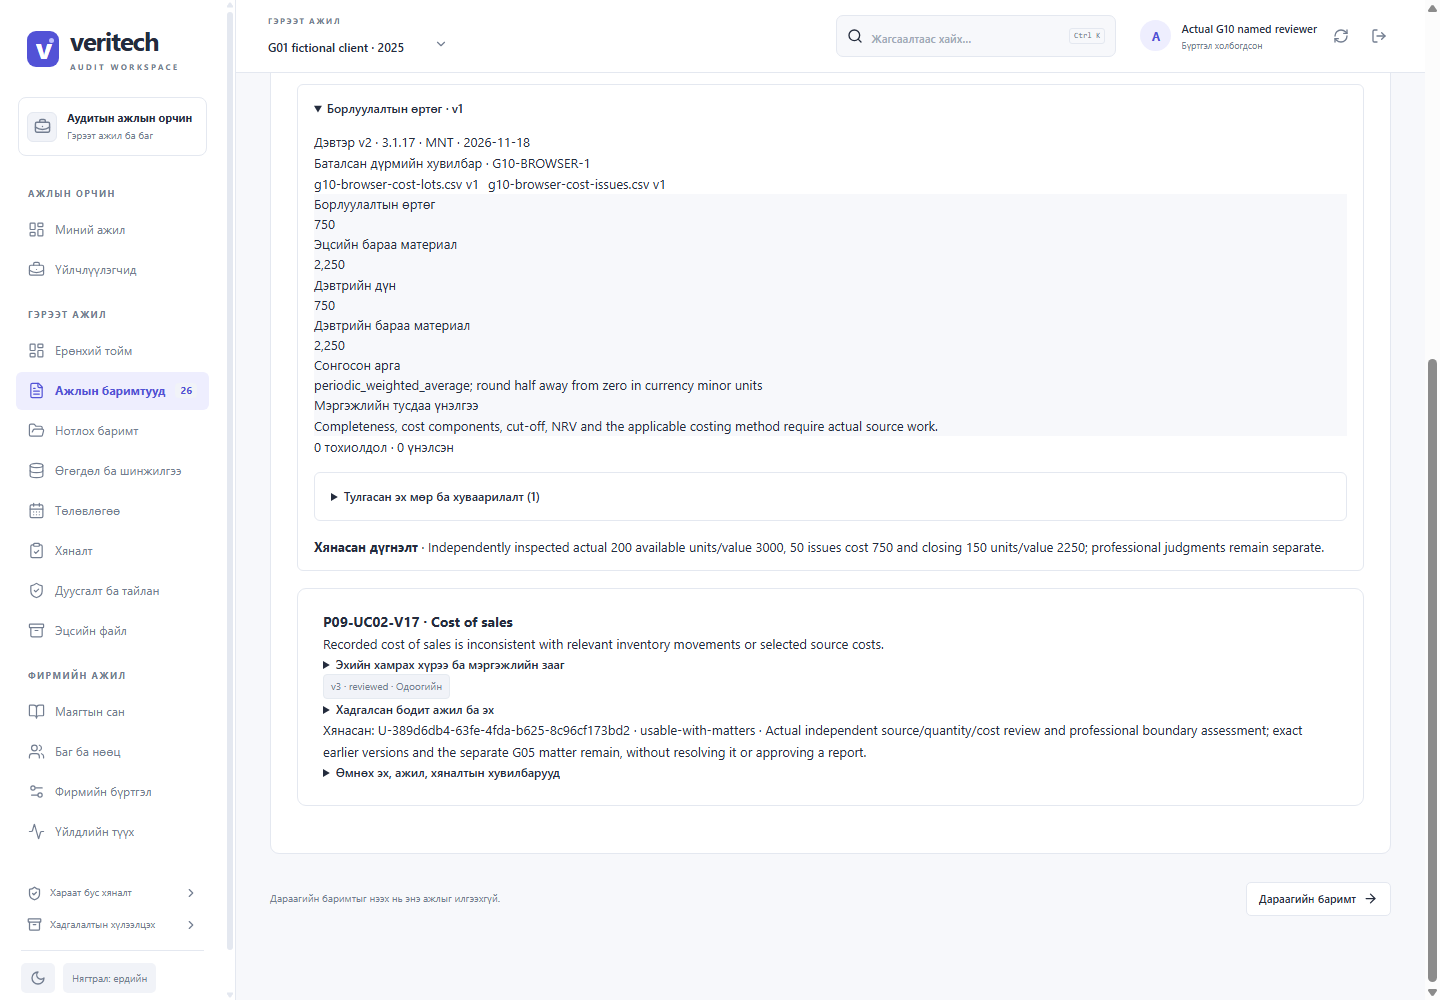 veritech
AUDIT WORKSPACE
Аудитын ажлын орчин
Гэрээт ажил ба баг
АЖЛЫН ОРЧИН
Миний ажил
Үйлчлүүлэгчид
ГЭРЭЭТ АЖИЛ
Ерөнхий тойм
Ажлын баримтууд 26
Нотлох баримт
Өгөгдөл ба шинжилгээ
Төлөвлөгөө
Хяналт
Дуусгалт ба тайлан
Эцсийн файл
ФИРМИЙН АЖИЛ
Маягтын сан
Баг ба нөөц
Фирмийн бүртгэл
Үйлдлийн түүх
Хараат бус хяналт
Хадгалалтын хүлээлцэх
Нягтрал: ердийн
ГЭРЭЭТ АЖИЛ
G01 fictional client · 2025
Жагсаалтаас хайх...
Ctrl K
A
Actual G10 named reviewer
Бүртгэл холбогдсон
Борлуулалтын өртөг · v1
Дэвтэр v2 · 3.1.17 · MNT · 2026-11-18
Баталсан дүрмийн хувилбар · G10-BROWSER-1
g10-browser-cost-lots.csv v1 g10-browser-cost-issues.csv v1
Борлуулалтын өртөг
750
Эцсийн бараа материал
2,250
Дэвтрийн дүн
750
Дэвтрийн бараа материал
2,250
Сонгосон арга
periodic_weighted_average; round half away from zero in currency minor units
Мэргэжлийн тусдаа үнэлгээ
Completeness, cost components, cut-off, NRV and the applicable costing method require actual source work.
0 тохиолдол · 0 үнэлсэн
Тулгасан эх мөр ба хуваарилалт (1)
Хянасан дүгнэлт · Independently inspected actual 200 available units/value 3000, 50 issues cost 750 and closing 150 units/value 2250; professional judgments remain separate.
P09-UC02-V17 · Cost of sales
Recorded cost of sales is inconsistent with relevant inventory movements or selected source costs.
Эхийн хамрах хүрээ ба мэргэжлийн зааг
v3 · reviewed · Одоогийн
Хадгалсан бодит ажил ба эх
Хянасан: U-389d6db4-63fe-4fda-b625-8c96cf173bd2 · usable-with-matters · Actual independent source/quantity/cost review and professional boundary assessment; exact
earlier versions and the separate G05 matter remain, without resolving it or approving a report.
Өмнөх эх, ажил, хяналтын хувилбарууд
Дараагийн баримтыг нээх нь энэ ажлыг илгээхгүй.
Дараагийн баримт